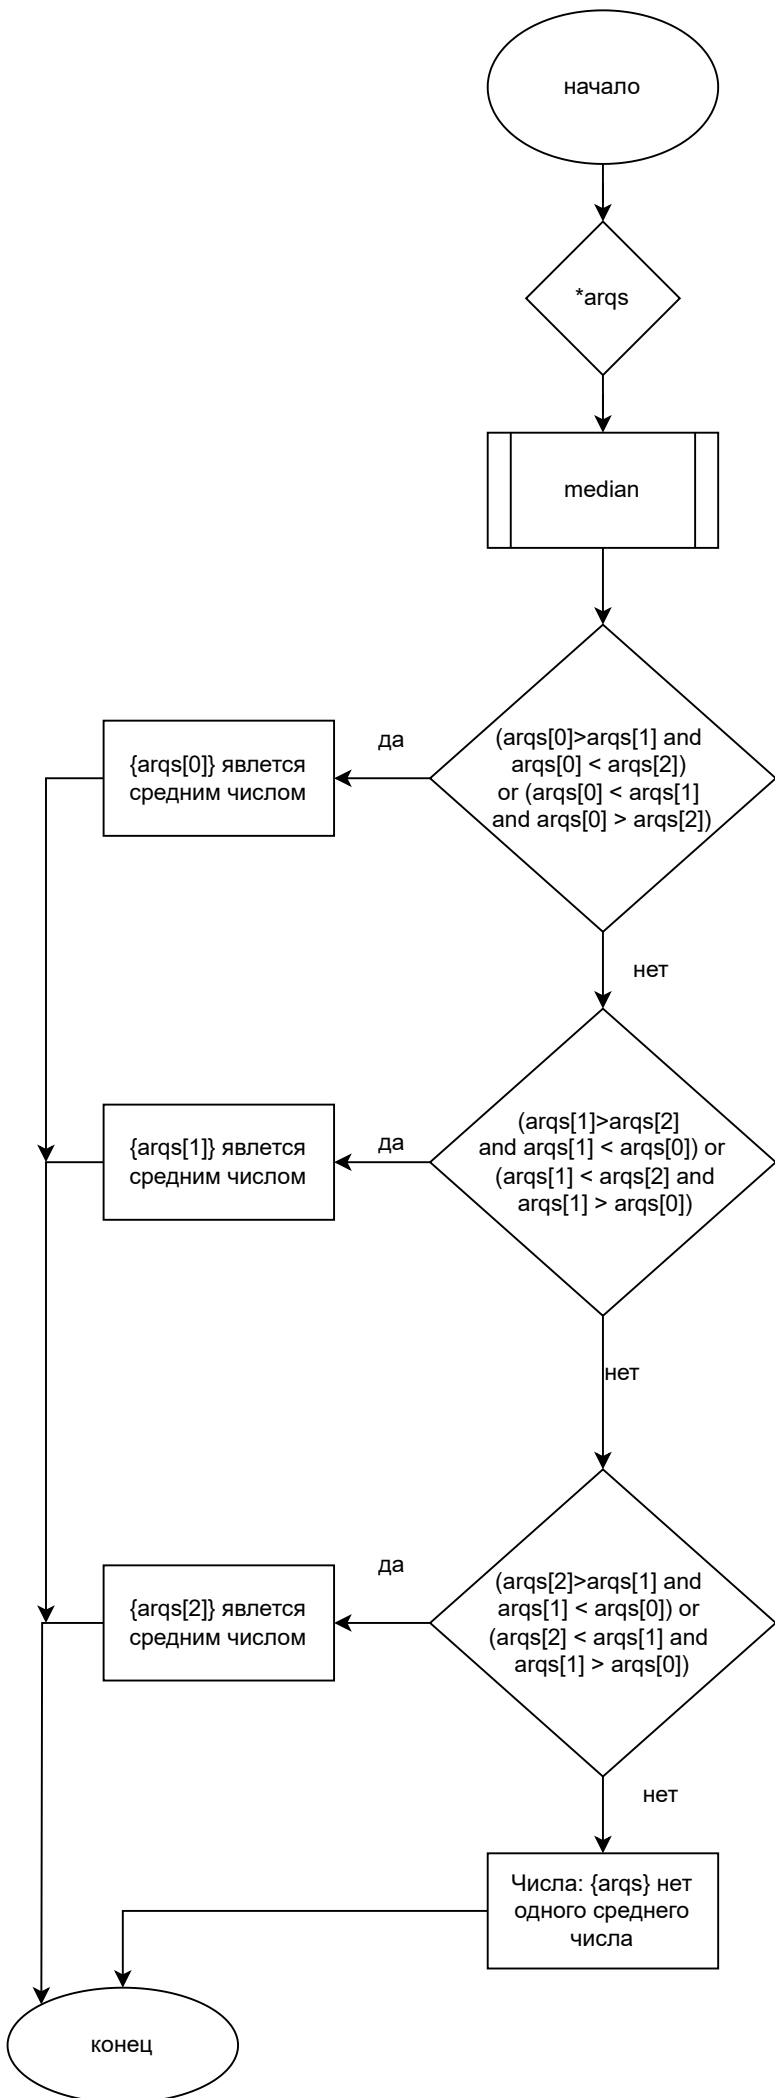 начало
*arqs
median
(arqs[0]>arqs[1] and
arqs[0] < arqs[2])
or (arqs[0] < arqs[1]
and arqs[0] > arqs[2])
да
{arqs[0]} явлется
средним числом
нет
(arqs[1]>arqs[2]
and arqs[1] < arqs[0]) or
(arqs[1] < arqs[2] and
arqs[1] > arqs[0])
да
{arqs[1]} явлется
средним числом
нет
(arqs[2]>arqs[1] and
arqs[1] < arqs[0]) or
(arqs[2] < arqs[1] and
arqs[1] > arqs[0])
да
{arqs[2]} явлется
средним числом
нет
Числа: {arqs} нет
одного среднего
числа
конец